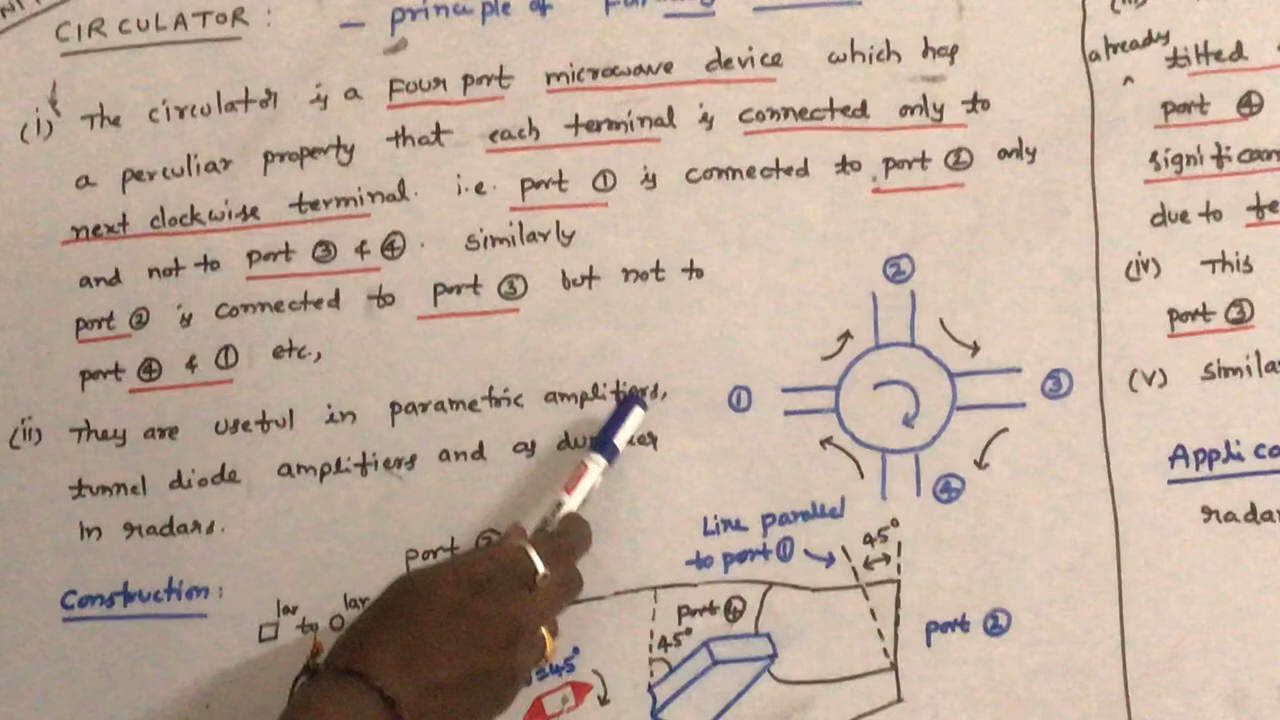 CIRCULATOR : – principle of
(i) The circulator is a Four port microwave device which has
a perculiar property that each terminal is connected only to
next clockwise terminal. i.e. port ① is connected to port ② only
and not to port ③ & ④. similarly
port ② is connected to port ③ but not to
port ④ & ① etc,
(ii) They are useful in parametric amplifiers,
tunnel diode amplifiers and as
in radars.
Construction :
port
lar to lar
②
①
③
④
Line parallel
to port ①
45°
port ④
45°
port ②
=45°
already
tilted
port ④
due to
(iv) This
port ③
(v)